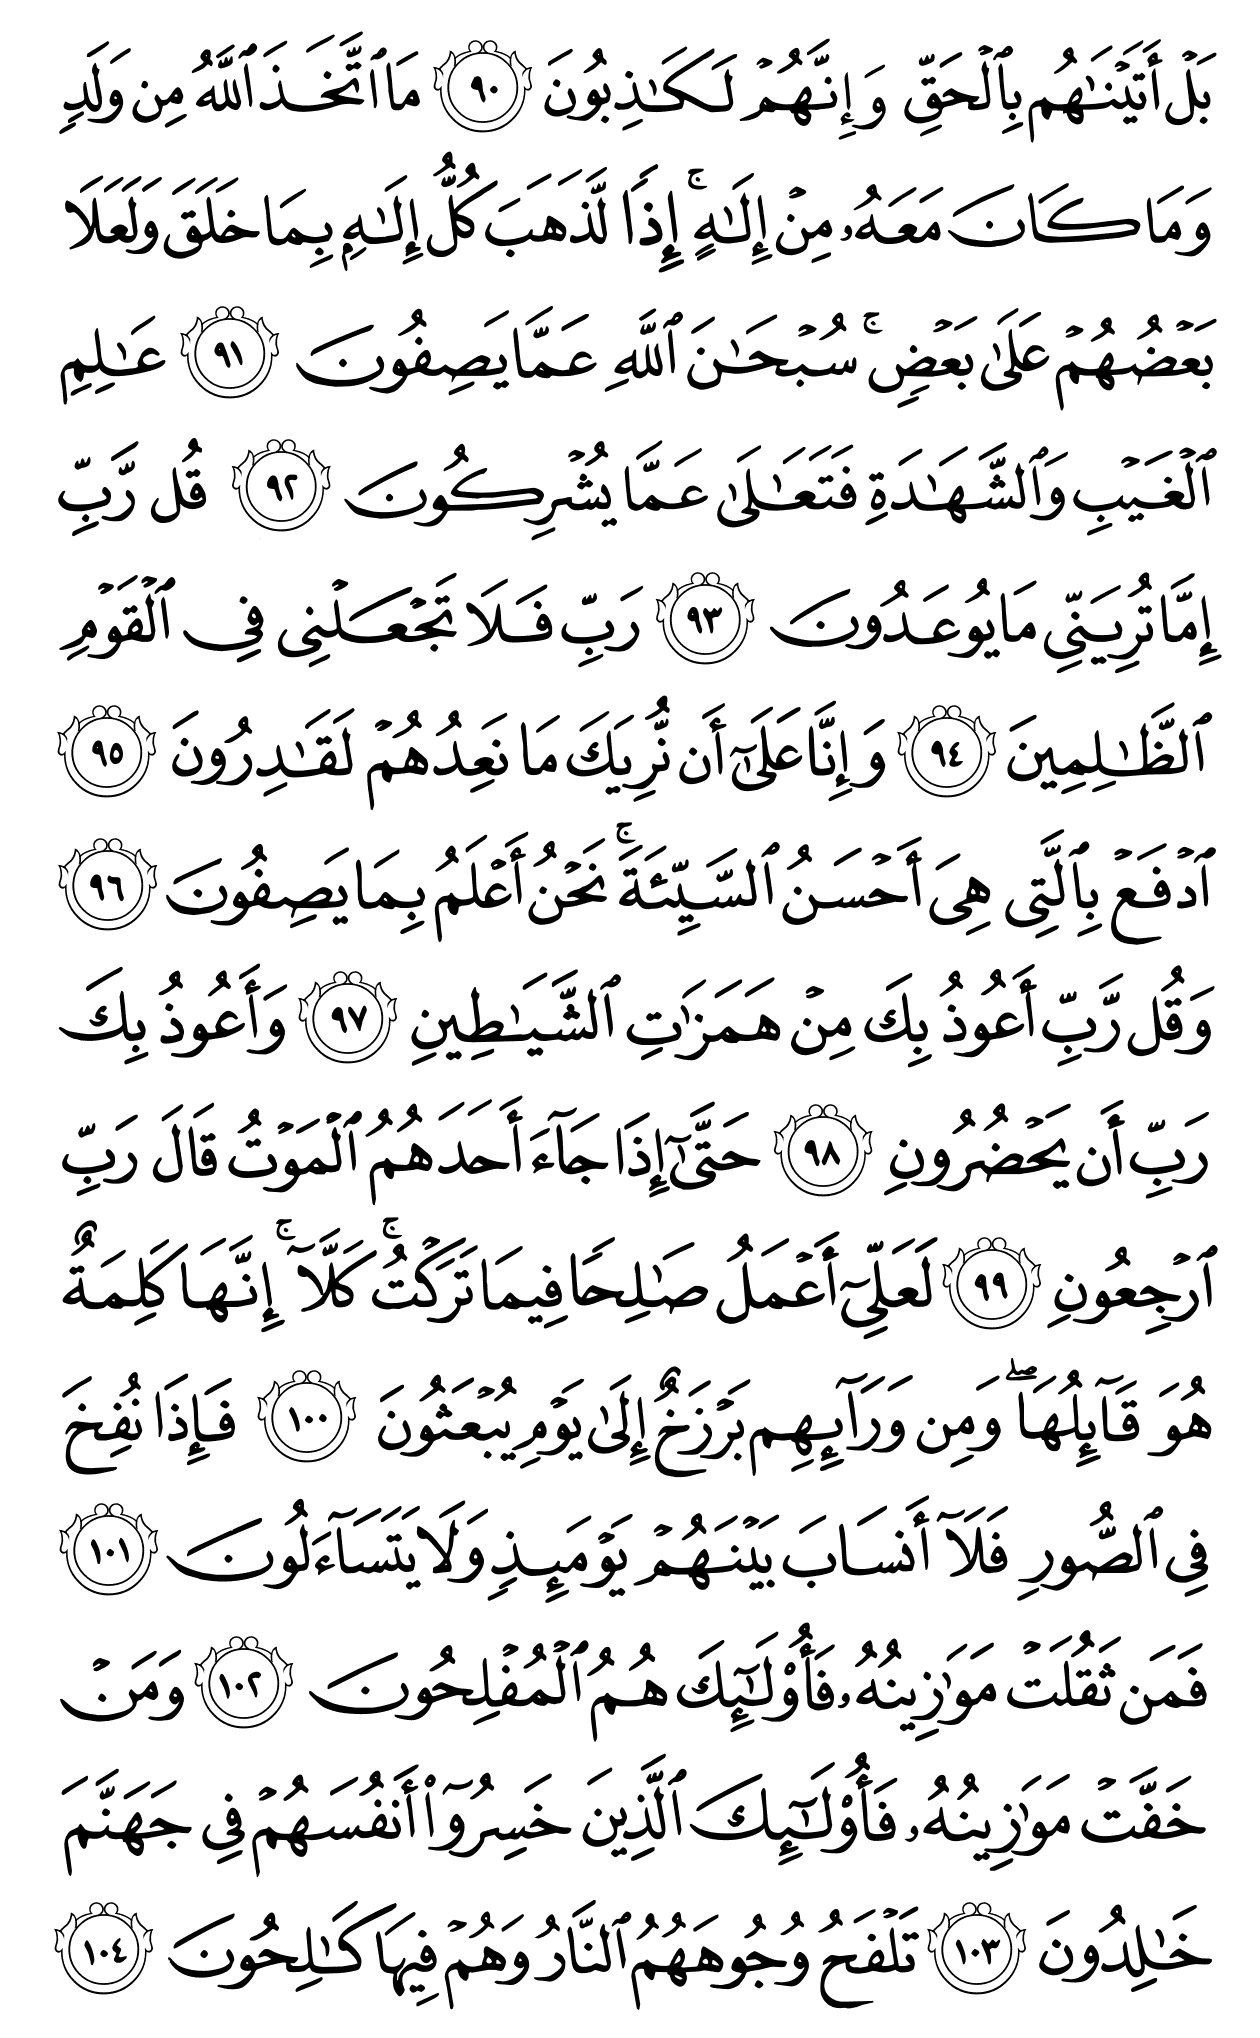 بَلۡ أَتَيۡنَٰهُم بِٱلۡحَقِّ وَإِنَّهُمۡ لَكَٰذِبُونَ ٩٠ مَا ٱتَّخَذَ ٱللَّهُ مِن وَلَدٖ
وَمَا كَانَ مَعَهُۥ مِنۡ إِلَٰهٍۚ إِذٗا لَّذَهَبَ كُلُّ إِلَٰهِۭ بِمَا خَلَقَ وَلَعَلَا
بَعۡضُهُمۡ عَلَىٰ بَعۡضٖۚ سُبۡحَٰنَ ٱللَّهِ عَمَّا يَصِفُونَ ٩١ عَٰلِمِ
ٱلۡغَيۡبِ وَٱلشَّهَٰدَةِ فَتَعَٰلَىٰ عَمَّا يُشۡرِكُونَ ٩٢ قُل رَّبِّ
إِمَّا تُرِيَنِّي مَا يُوعَدُونَ ٩٣ رَبِّ فَلَا تَجۡعَلۡنِي فِي ٱلۡقَوۡمِ
ٱلظَّٰلِمِينَ ٩٤ وَإِنَّا عَلَىٰٓ أَن نُّرِيَكَ مَا نَعِدُهُمۡ لَقَٰدِرُونَ ٩٥
ٱدۡفَعۡ بِٱلَّتِي هِيَ أَحۡسَنُ ٱلسَّيِّئَةَۚ نَحۡنُ أَعۡلَمُ بِمَا يَصِفُونَ ٩٦
وَقُل رَّبِّ أَعُوذُ بِكَ مِنۡ هَمَزَٰتِ ٱلشَّيَٰطِينِ ٩٧ وَأَعُوذُ بِكَ
رَبِّ أَن يَحۡضُرُونِ ٩٨ حَتَّىٰٓ إِذَا جَآءَ أَحَدَهُمُ ٱلۡمَوۡتُ قَالَ رَبِّ
ٱرۡجِعُونِ ٩٩ لَعَلِّيٓ أَعۡمَلُ صَٰلِحٗا فِيمَا تَرَكۡتُۚ كَلَّآۚ إِنَّهَا كَلِمَةٌ
هُوَ قَآئِلُهَاۖ وَمِن وَرَآئِهِم بَرۡزَخٌ إِلَىٰ يَوۡمِ يُبۡعَثُونَ ١٠٠ فَإِذَا نُفِخَ
فِي ٱلصُّورِ فَلَآ أَنسَابَ بَيۡنَهُمۡ يَوۡمَئِذٖ وَلَا يَتَسَآءَلُونَ ١٠١
فَمَن ثَقُلَتۡ مَوَٰزِينُهُۥ فَأُوْلَٰٓئِكَ هُمُ ٱلۡمُفۡلِحُونَ ١٠٢ وَمَنۡ
خَفَّتۡ مَوَٰزِينُهُۥ فَأُوْلَٰٓئِكَ ٱلَّذِينَ خَسِرُوٓاْ أَنفُسَهُمۡ فِي جَهَنَّمَ
خَٰلِدُونَ ١٠٣ تَلۡفَحُ وُجُوهَهُمُ ٱلنَّارُ وَهُمۡ فِيهَا كَٰلِحُونَ ١٠٤